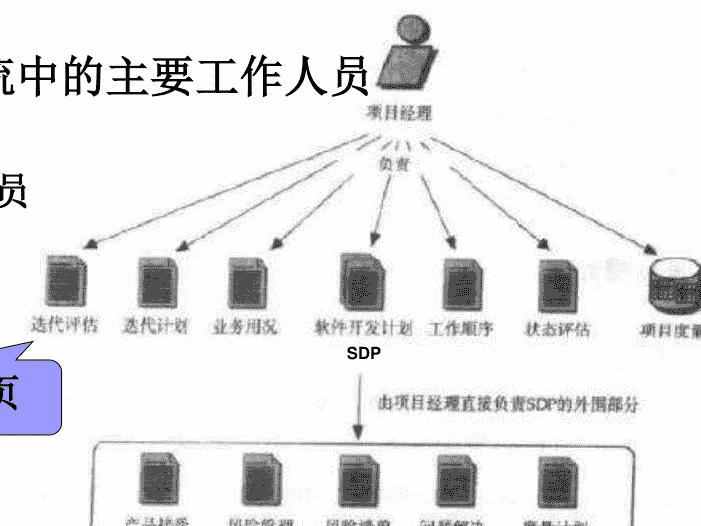 流中的主要工作人员
项目经理
负责
员
迭代评估 迭代计划 业务用况 软件开发计划 工作顺序 状态评估 项目度量
SDP
页
由项目经理直接负责SDP的外围部分